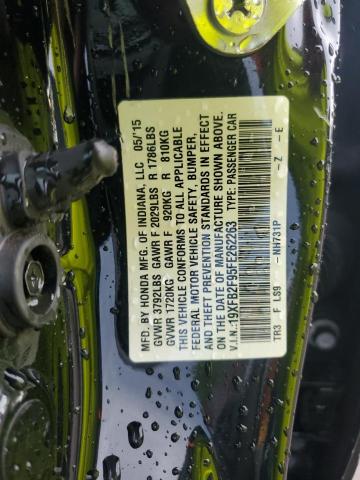 MFD. BY HONDA MFG. OF INDIANA, LLC 05/15
GVWR 3792LBS GAWR F 2029LBS R 1786LBS
GVWR 1720KG GAWR F 920KG R 810KG
THIS VEHICLE CONFORMS TO ALL APPLICABLE
FEDERAL MOTOR VEHICLE SAFETY, BUMPER,
AND THEFT PREVENTION STANDARDS IN EFFECT
ON THE DATE OF MANUFACTURE SHOWN ABOVE.
V.I.N.:19XFB2F95FE262263 TYPE: PASSENGER CAR
TR3 F LS9 -NH731P -Z -E